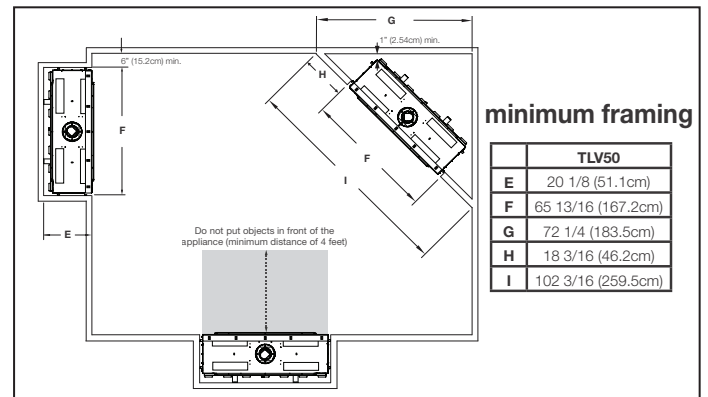 G
1" (2.54cm) min.
6" (15.2cm) min.
H
F
F
I
E
Do not put objects in front of the
appliance (minimum distance of 4 feet)
minimum framing
TLV50
E 20 1/8 (51.1cm)
F 65 13/16 (167.2cm)
G 72 1/4 (183.5cm)
H 18 3/16 (46.2cm)
I 102 3/16 (259.5cm)